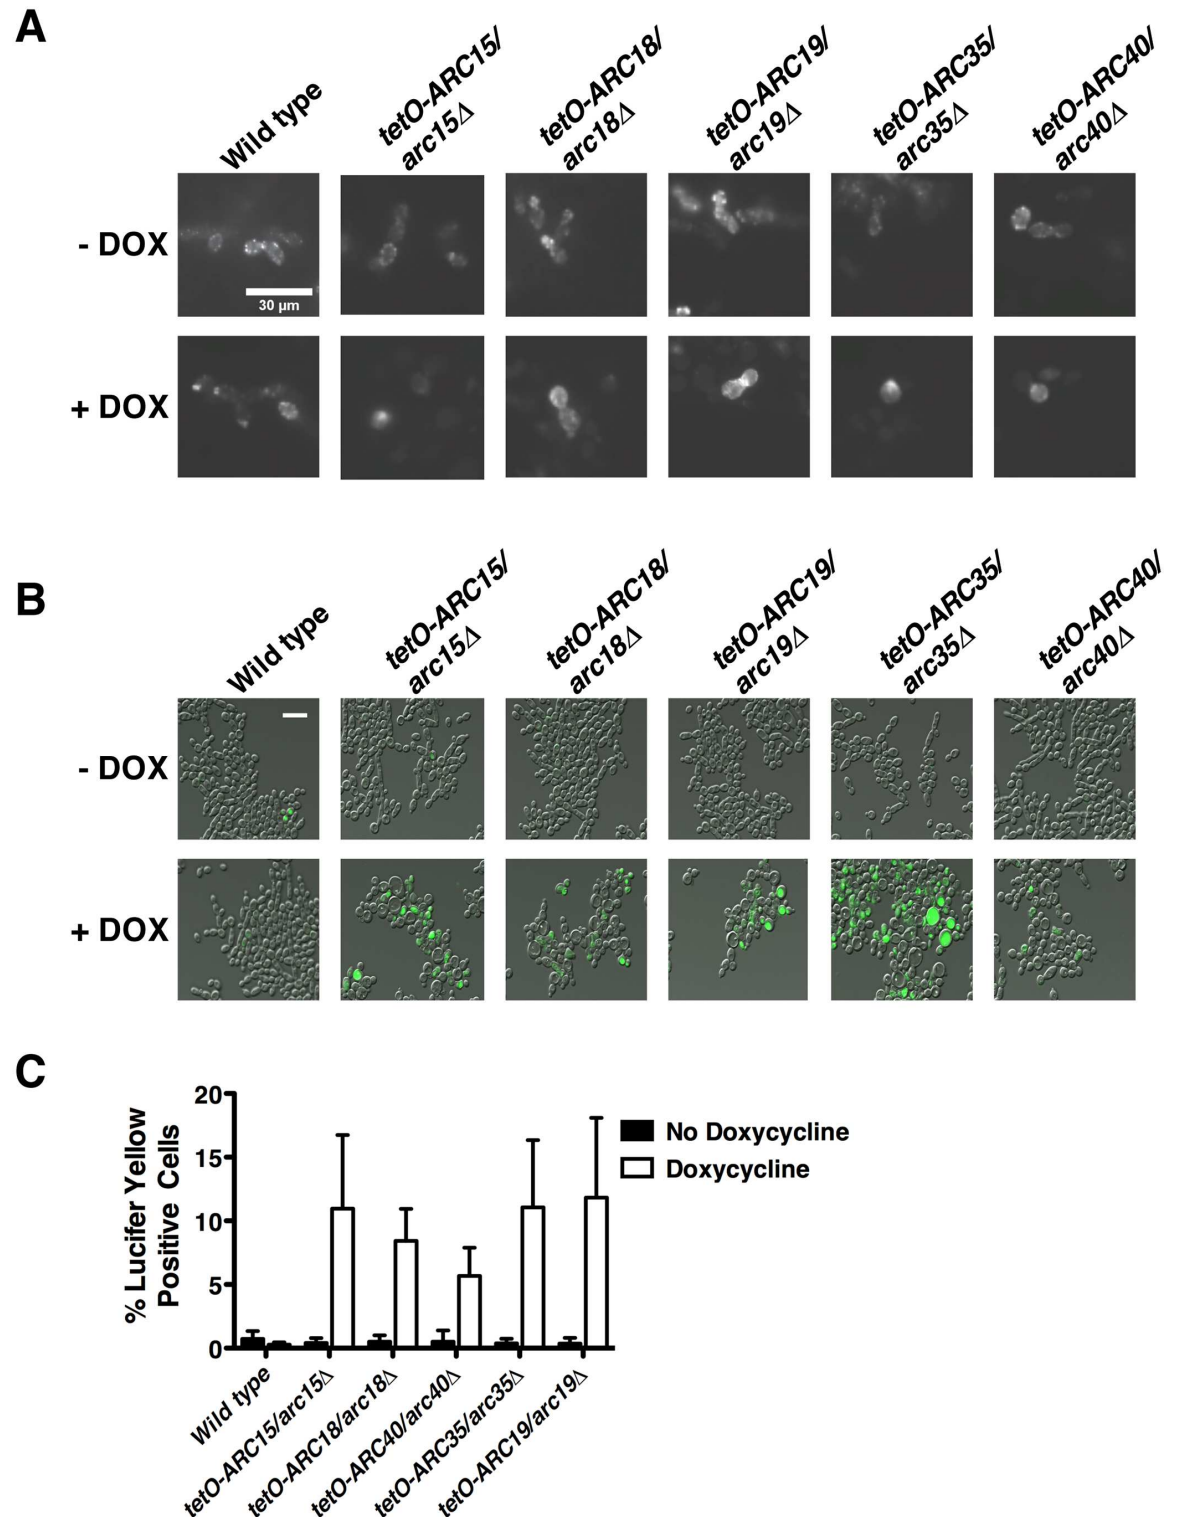 A
Wild type
tetO-ARC15/
arc15Δ
tetO-ARC18/
arc18Δ
tetO-ARC19/
arc19Δ
tetO-ARC35/
arc35Δ
tetO-ARC40/
arc40Δ
- DOX
30 µm
+ DOX
B
Wild type
tetO-ARC15/
arc15Δ
tetO-ARC18/
arc18Δ
tetO-ARC19/
arc19Δ
tetO-ARC35/
arc35Δ
tetO-ARC40/
arc40Δ
- DOX
+ DOX
C
% Lucifer Yellow
Positive Cells
20
15
10
5
0
No Doxycycline
Doxycycline
Wild type
tetO-ARC15/arc15Δ
tetO-ARC18/arc18Δ
tetO-ARC40/arc40Δ
tetO-ARC35/arc35Δ
tetO-ARC19/arc19Δ